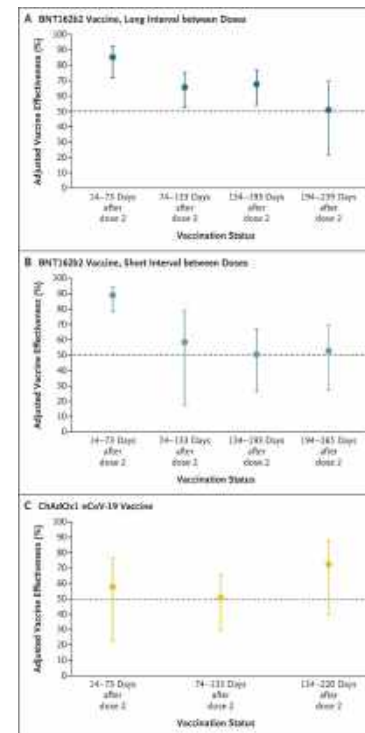 A BNT162b2 Vaccine, Long Interval between Doses
Adjusted Vaccine Effectiveness (%)
100
90
80
70
60
50
40
30
20
10
0
14–73 Days after dose 2
74–133 Days after dose 2
134–193 Days after dose 2
194–239 Days after dose 2
Vaccination Status
B BNT162b2 Vaccine, Short Interval between Doses
Adjusted Vaccine Effectiveness (%)
100
90
80
70
60
50
40
30
20
10
0
14–73 Days after dose 2
74–133 Days after dose 2
134–193 Days after dose 2
194–265 Days after dose 2
Vaccination Status
C ChAdOx1 nCoV-19 Vaccine
Adjusted Vaccine Effectiveness (%)
100
90
80
70
60
50
40
30
20
10
0
14–73 Days after dose 2
74–133 Days after dose 2
134–220 Days after dose 2
Vaccination Status